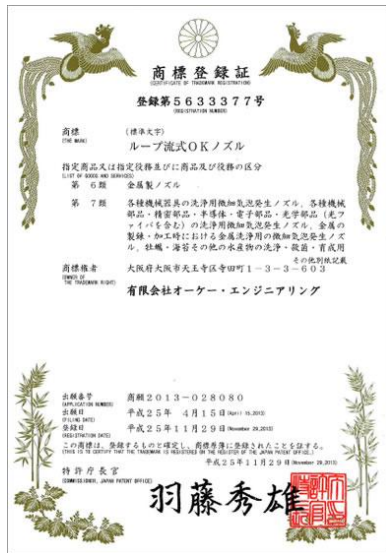 商標登録証
(CERTIFICATE OF TRADEMARK REGISTRATION)
登録第5633377号
(REGISTRATION NUMBER)
商標 (標準文字)
(THE MARK)
ループ流式OKノズル
指定商品又は指定役務並びに商品及び役務の区分
(LIST OF GOODS AND SERVICES)
第 6類 金属製ノズル
第 7類 各種機械器具の洗浄用微細気泡発生ノズル、各種機械
部品・精密部品・半導体・電子部品・光学部品(光フ
ァイバを含む)の洗浄用微細気泡発生ノズル、金属の
製錬・加工時における金属洗浄用の微細気泡発生ノズ
ル、牡蠣・海苔その他の水産物の洗浄・殺菌・育成用
その他別紙記載
商標権者 大阪府大阪市天王寺区寺田町1-3-3-603
(OWNER OF THE TRADEMARK RIGHT)
有限会社オーケー・エンジニアリング
出願番号 商願2013-028080
(APPLICATION NUMBER)
出願日 平成25年 4月15日(April 15,2013)
(FILING DATE)
登録日 平成25年11月29日(November 29,2013)
(REGISTRATION DATE)
この商標は、登録するものと確定し、商標原簿に登録されたことを証する。
(THIS IS TO CERTIFY THAT THE TRADEMARK IS REGISTERED ON THE REGISTER OF THE JAPAN PATENT OFFICE.)
平成25年11月29日(November 29,2013)
特許庁長官
(COMMISSIONER, JAPAN PATENT OFFICE)
羽藤秀雄